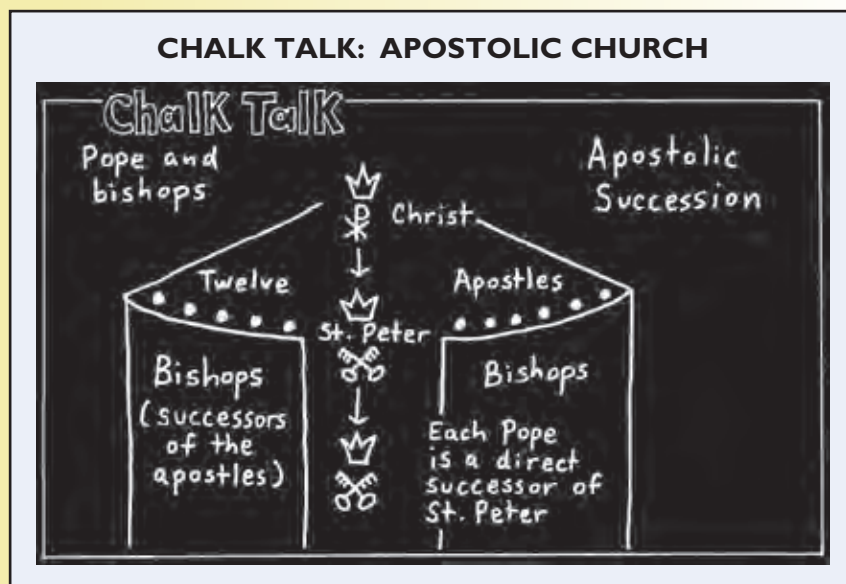 CHALK TALK: APOSTOLIC CHURCH
Chalk Talk
Pope and
bishops
Apostolic
Succession
Christ
Twelve
Apostles
St. Peter
Bishops
(successors
of the
apostles)
Bishops
Each Pope
is a direct
successor of
St. Peter